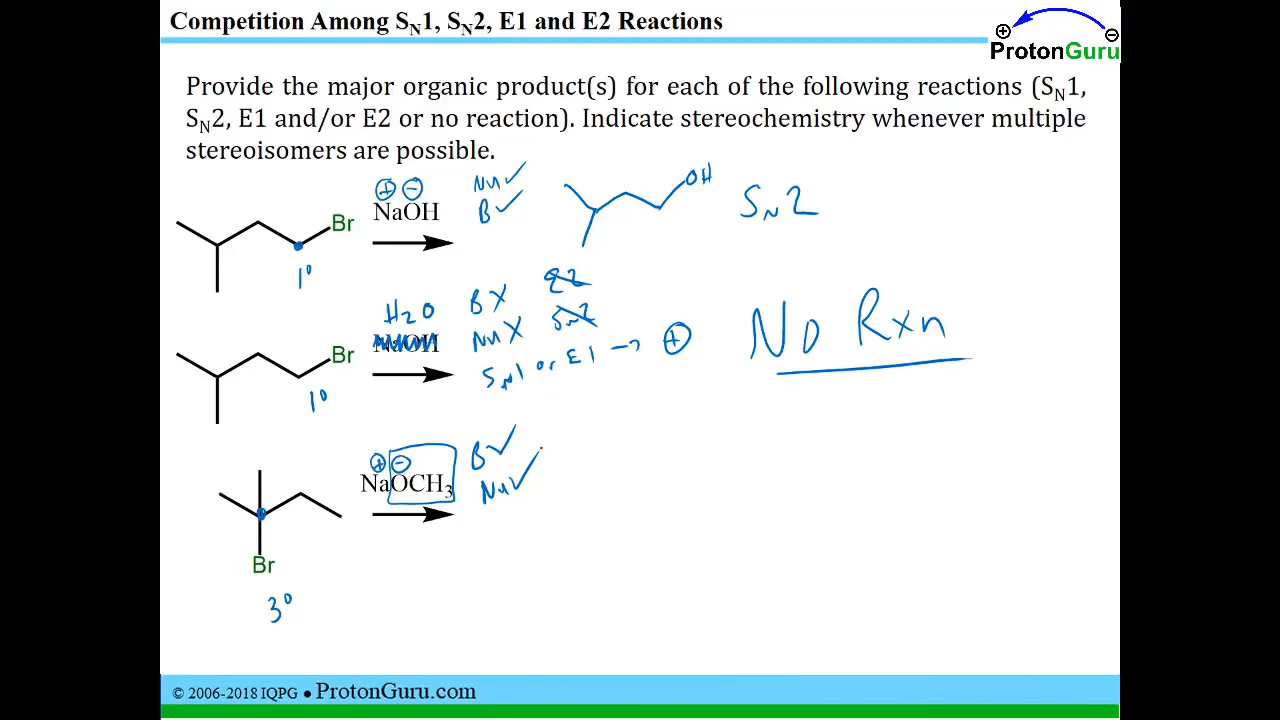 Competition Among SN1, SN2, E1 and E2 Reactions
ProtonGuru
Provide the major organic product(s) for each of the following reactions (SN1,
SN2, E1 and/or E2 or no reaction). Indicate stereochemistry whenever multiple
stereoisomers are possible.
⊕ ⊖
NaOH
Nu ✓
B ✓
Br
1°
OH
SN2
H2O
NaOH
B X
E2
Nu X
SN2
SN1 or E1 → ⊕
Br
1°
No Rxn
⊕ ⊖
NaOCH3
B ✓
Nu ✓
Br
3°
© 2006-2018 IQPG ● ProtonGuru.com